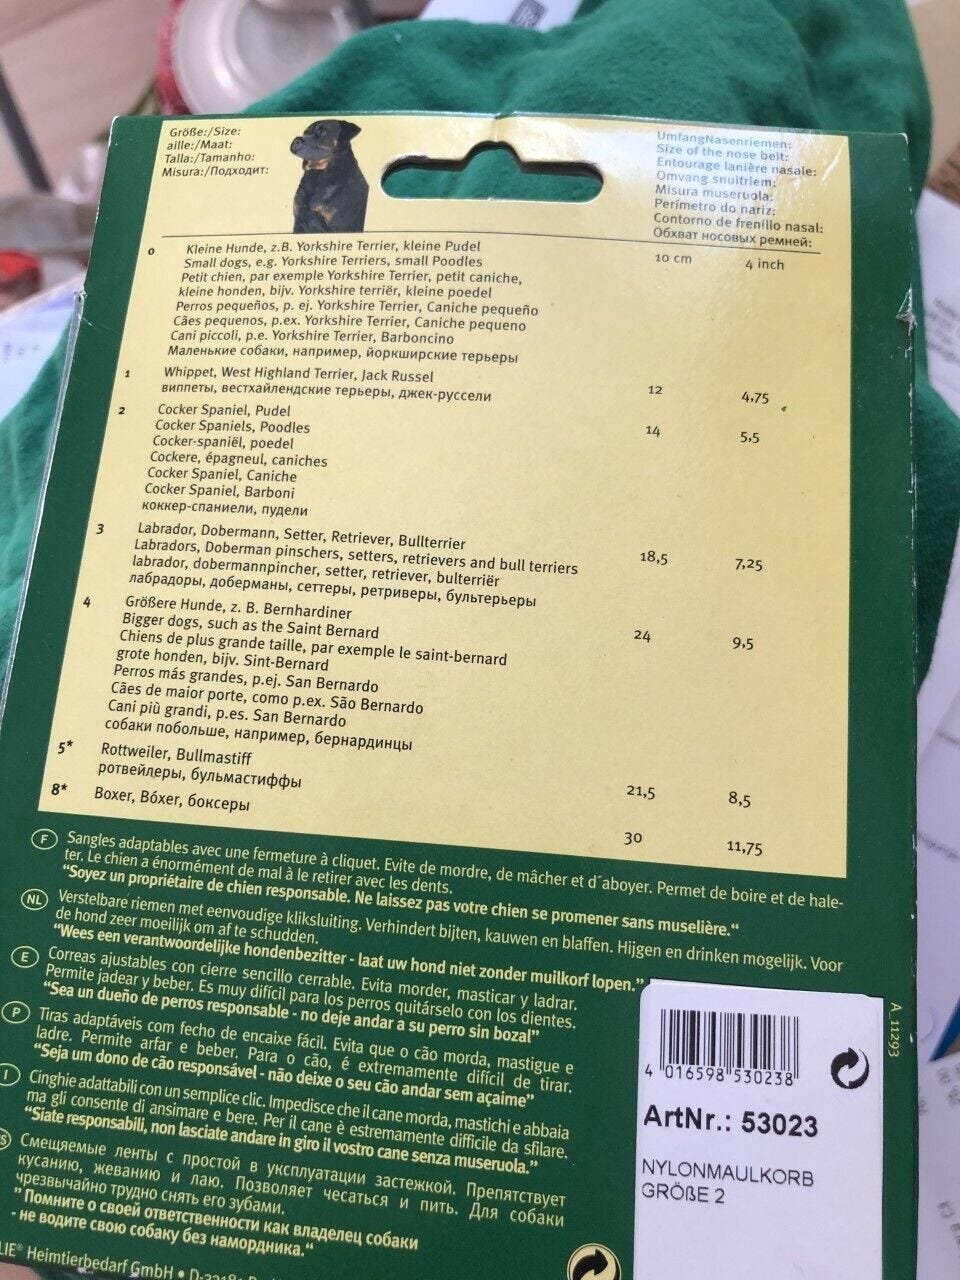 Größe:/Size:
aille:/Maat:
Talla:/Tamanho:
Misura:/Подходит:
UmfangNasenriemen:
Size of the nose belt:
Entourage lanière nasale:
Omvang snuitriem:
Misura museruola:
Perímetro do nariz:
Contorno de frenillo nasal:
Обхват носовых ремней:
0 Kleine Hunde, z.B. Yorkshire Terrier, kleine Pudel 10 cm 4 inch
Small dogs, e.g. Yorkshire Terriers, small Poodles
Petit chien, par exemple Yorkshire Terrier, petit caniche,
kleine honden, bijv. Yorkshire terriër, kleine poedel
Perros pequeños, p. ej. Yorkshire Terrier, Caniche pequeño
Cães pequenos, p.ex. Yorkshire Terrier, Caniche pequeno
Cani piccoli, p.e. Yorkshire Terrier, Barboncino
Маленькие собаки, например, йоркширские терьеры
1 Whippet, West Highland Terrier, Jack Russel 12 4,75
виппеты, вестхайлендские терьеры, джек-руссели
2 Cocker Spaniel, Pudel 14 5,5
Cocker Spaniels, Poodles
Cocker-spaniël, poedel
Cockere, épagneul, caniches
Cocker Spaniel, Caniche
Cocker Spaniel, Barboni
коккер-спаниели, пудели
3 Labrador, Dobermann, Setter, Retriever, Bullterrier 18,5 7,25
Labradors, Doberman pinschers, setters, retrievers and bull terriers
labrador, dobermannpincher, setter, retriever, bulterriër
лабрадоры, доберманы, сеттеры, ретриверы, бультерьеры
4 Größere Hunde, z. B. Bernhardiner 24 9,5
Bigger dogs, such as the Saint Bernard
Chiens de plus grande taille, par exemple le saint-bernard
grote honden, bijv. Sint-Bernard
Perros más grandes, p.ej. San Bernardo
Cães de maior porte, como p.ex. São Bernardo
Cani più grandi, p.es. San Bernardo
собаки побольше, например, бернардинцы
5* Rottweiler, Bullmastiff 21,5 8,5
ротвейлеры, бульмастиффы
8* Boxer, Bóxer, боксеры 30 11,75
F Sangles adaptables avec une fermeture à cliquet. Evite de mordre, de mâcher et d´aboyer. Permet de boire et de hale-
ter. Le chien a énormément de mal à le retirer avec les dents.
“Soyez un propriétaire de chien responsable. Ne laissez pas votre chien se promener sans muselière.“
NL Verstelbare riemen met eenvoudige kliksluiting. Verhindert bijten, kauwen en blaffen. Hijgen en drinken mogelijk. Voor
de hond zeer moeilijk om af te schudden.
“Wees een verantwoordelijke hondenbezitter - laat uw hond niet zonder muilkorf lopen.”
E Correas ajustables con cierre sencillo cerrable. Evita morder, masticar y ladrar.
Permite jadear y beber. Es muy difícil para los perros quitárselo con los dientes.
“Sea un dueño de perros responsable - no deje andar a su perro sin bozal”
P Tiras adaptáveis com fecho de encaixe fácil. Evita que o cão morda, mastigue e
ladre. Permite arfar e beber. Para o cão, é extremamente difícil de tirar.
“Seja um dono de cão responsável - não deixe o seu cão andar sem açaime”
I Cinghie adattabili con un semplice clic. Impedisce che il cane morda, mastichi e abbaia
ma gli consente di ansimare e bere. Per il cane è estremamente difficile da sfilare.
“Siate responsabili, non lasciate andare in giro il vostro cane senza museruola.”
S Смещяемые ленты с простой в эксплуатации застежкой. Препятствует
кусанию, жеванию и лаю. Позволяет чесаться и пить. Для собаки
чрезвычайно трудно снять его зубами.
” Помните о своей ответственности как владелец собаки
- не водите свою собаку без намордника.“
LIE® Heimtierbedarf GmbH •
A_11293
4 016598 530238
ArtNr.: 53023
NYLONMAULKORB
GRÖßE 2